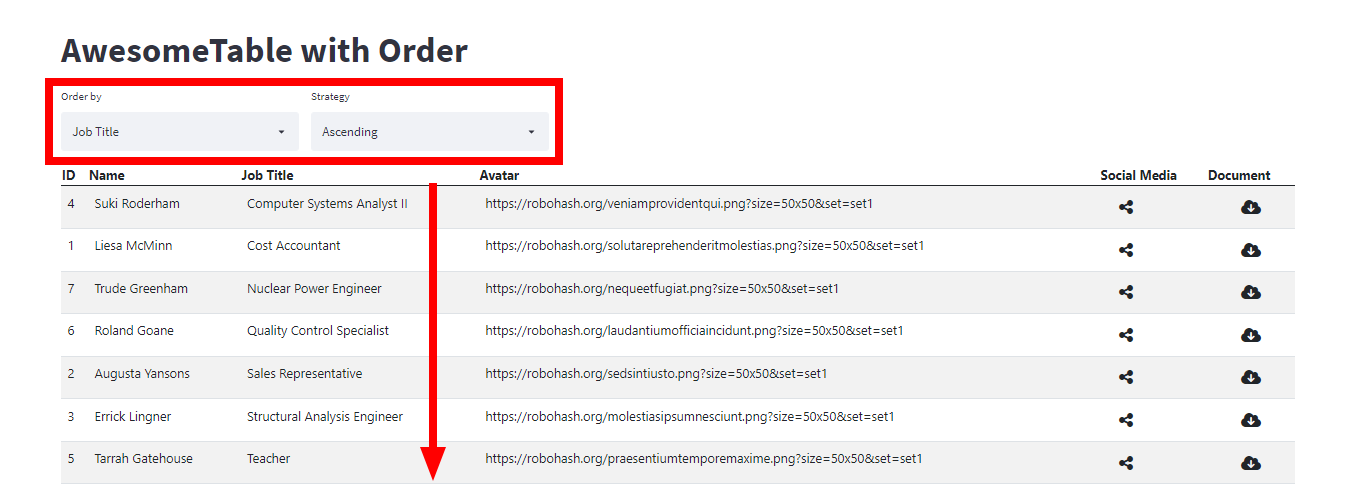 AwesomeTable with Order
Order by Strategy
Job Title Ascending
ID Name Job Title Avatar Social Media Document
4 Suki Roderham Computer Systems Analyst II https://robohash.org/veniamprovidentqui.png?size=50x50&set=set1
1 Liesa McMinn Cost Accountant https://robohash.org/solutareprehenderitmolestias.png?size=50x50&set=set1
7 Trude Greenham Nuclear Power Engineer https://robohash.org/nequeetfugiat.png?size=50x50&set=set1
6 Roland Goane Quality Control Specialist https://robohash.org/laudantiumofficiaincidunt.png?size=50x50&set=set1
2 Augusta Yansons Sales Representative https://robohash.org/sedsintiusto.png?size=50x50&set=set1
3 Errick Lingner Structural Analysis Engineer https://robohash.org/molestiasipsumnesciunt.png?size=50x50&set=set1
5 Tarrah Gatehouse Teacher https://robohash.org/praesentiumtemporemaxime.png?size=50x50&set=set1